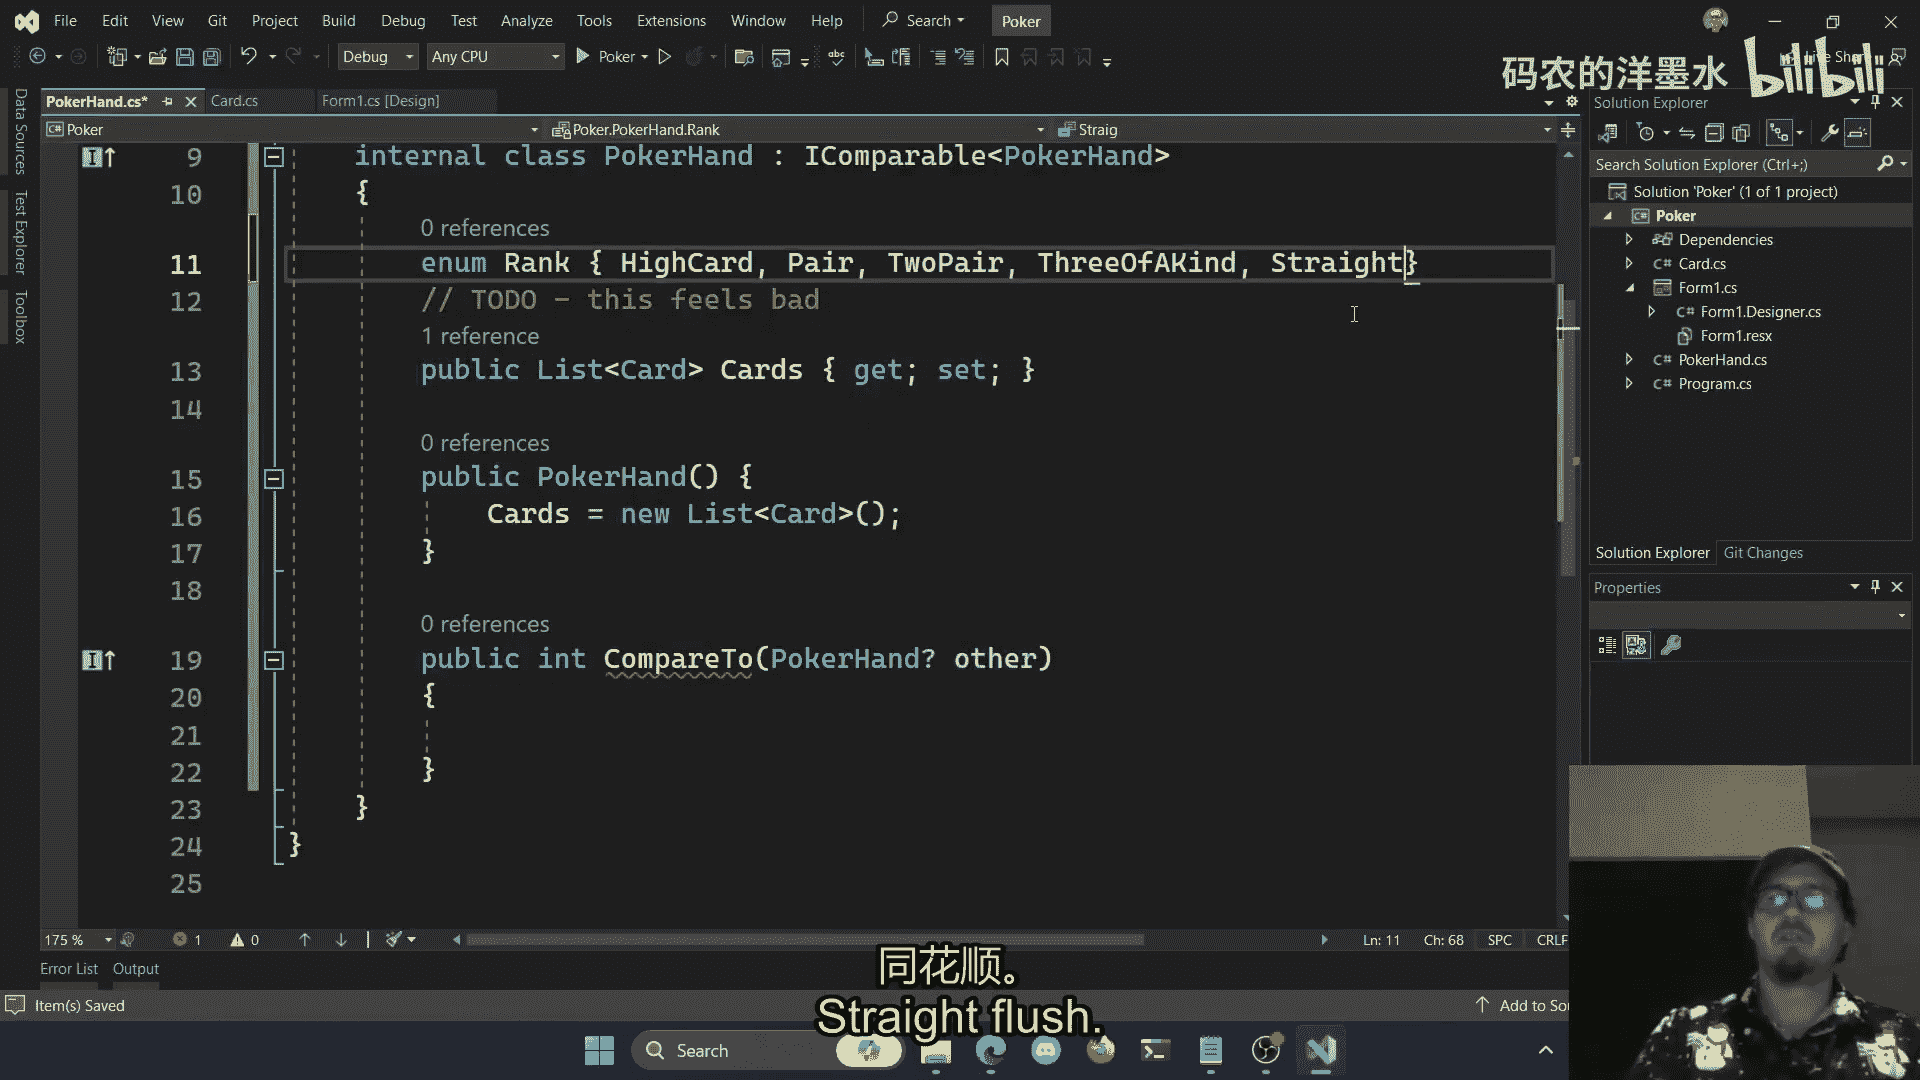 File Edit View Git Project Build Debug Test Analyze Tools Extensions Window Help Search Poker
Debug Any CPU Poker Live Share
码农的洋墨水 bilibili
PokerHand.cs* Card.cs Form1.cs [Design]
Poker Poker.PokerHand.Rank Straig
9 internal class PokerHand : IComparable<PokerHand>
10 {
0 references
11 enum Rank { HighCard, Pair, TwoPair, ThreeOfAKind, Straight}
12 // TODO - this feels bad
1 reference
13 public List<Card> Cards { get; set; }
14
0 references
15 public PokerHand() {
16 Cards = new List<Card>();
17 }
18
0 references
19 public int CompareTo(PokerHand? other)
20 {
21
22 }
23 }
24 }
25
Data Sources
Test Explorer
Toolbox
Solution Explorer
Search Solution Explorer (Ctrl+;)
Solution 'Poker' (1 of 1 project)
Poker
Dependencies
Card.cs
Form1.cs
Form1.Designer.cs
Form1.resx
PokerHand.cs
Program.cs
Solution Explorer Git Changes
Properties
175 % 1 0 Ln: 11 Ch: 68 SPC CRLF
Error List Output
Item(s) Saved Add to So
同花顺。
Straight flush.
Search